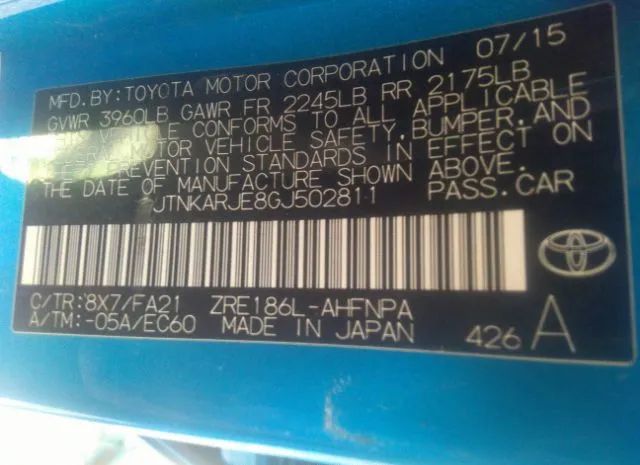 MFD.BY:TOYOTA MOTOR CORPORATION 07/15
GVWR 3960LB GAWR FR 2245LB RR 2175LB
VEHICLE CONFORMS TO ALL APPLICABLE
MOTOR VEHICLE SAFETY,BUMPER,AND
PREVENTION STANDARDS IN EFFECT ON
THE DATE OF MANUFACTURE SHOWN ABOVE.
JTNKARJE8GJ502811 PASS.CAR
C/TR:8X7/FA21 ZRE186L-AHFNPA
A/TM:-05A/EC60 MADE IN JAPAN 426 A